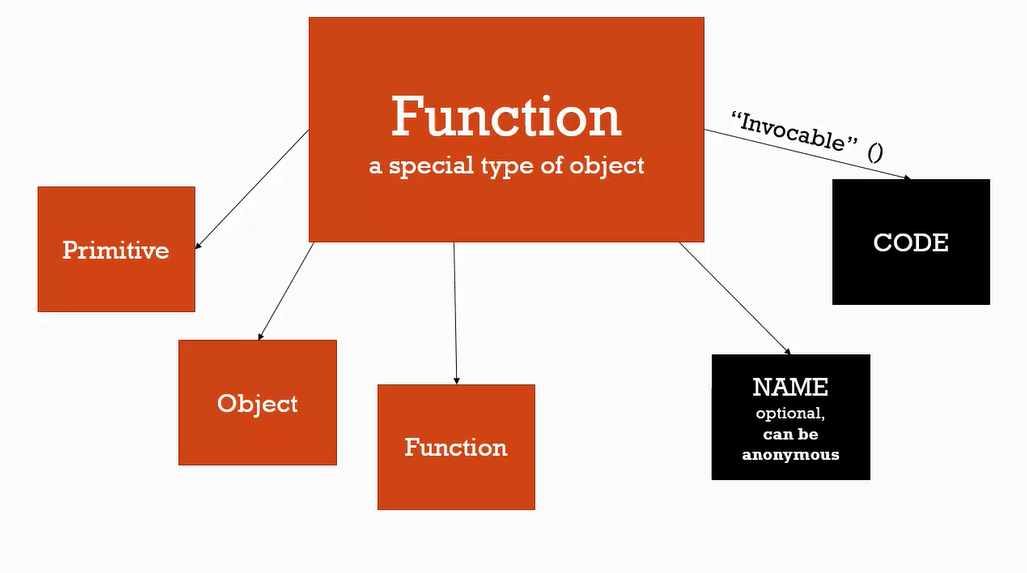 Function
a special type of object
“Invocable” ()
Primitive
CODE
Object
Function
NAME
optional,
can be
anonymous